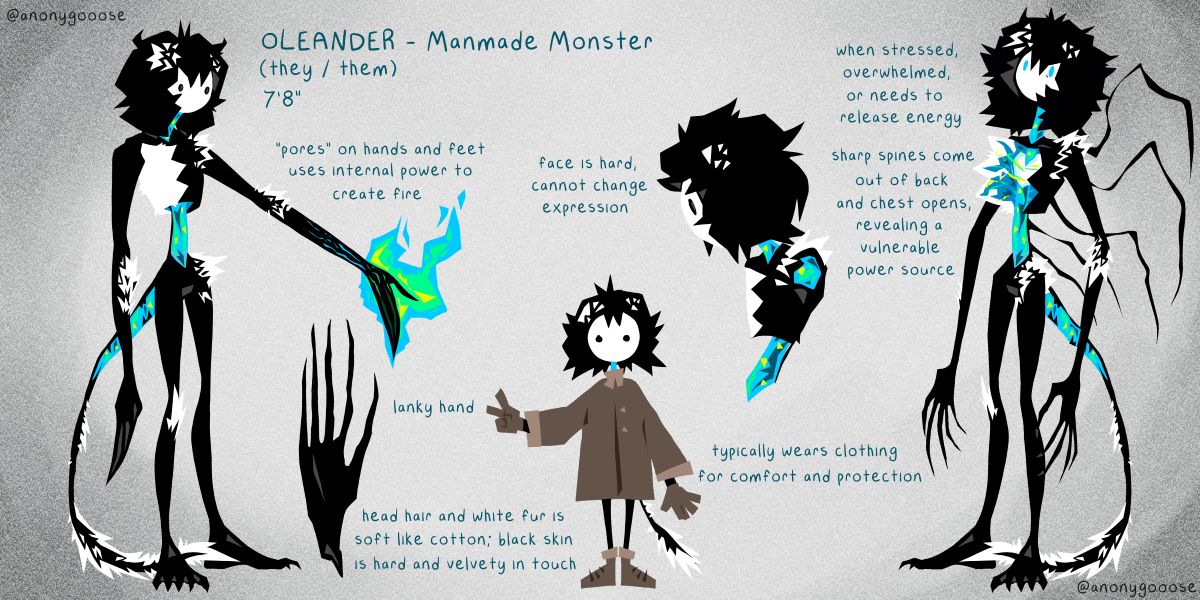 @anonygooose
OLEANDER - Manmade Monster
(they / them)
7'8"
"pores" on hands and feet
uses internal power to
create fire
face is hard,
cannot change
expression
when stressed,
overwhelmed,
or needs to
release energy
sharp spines come
out of back
and chest opens,
revealing a
vulnerable
power source
lanky hand
typically wears clothing
for comfort and protection
head hair and white fur is
soft like cotton; black skin
is hard and velvety in touch
@anonygooose